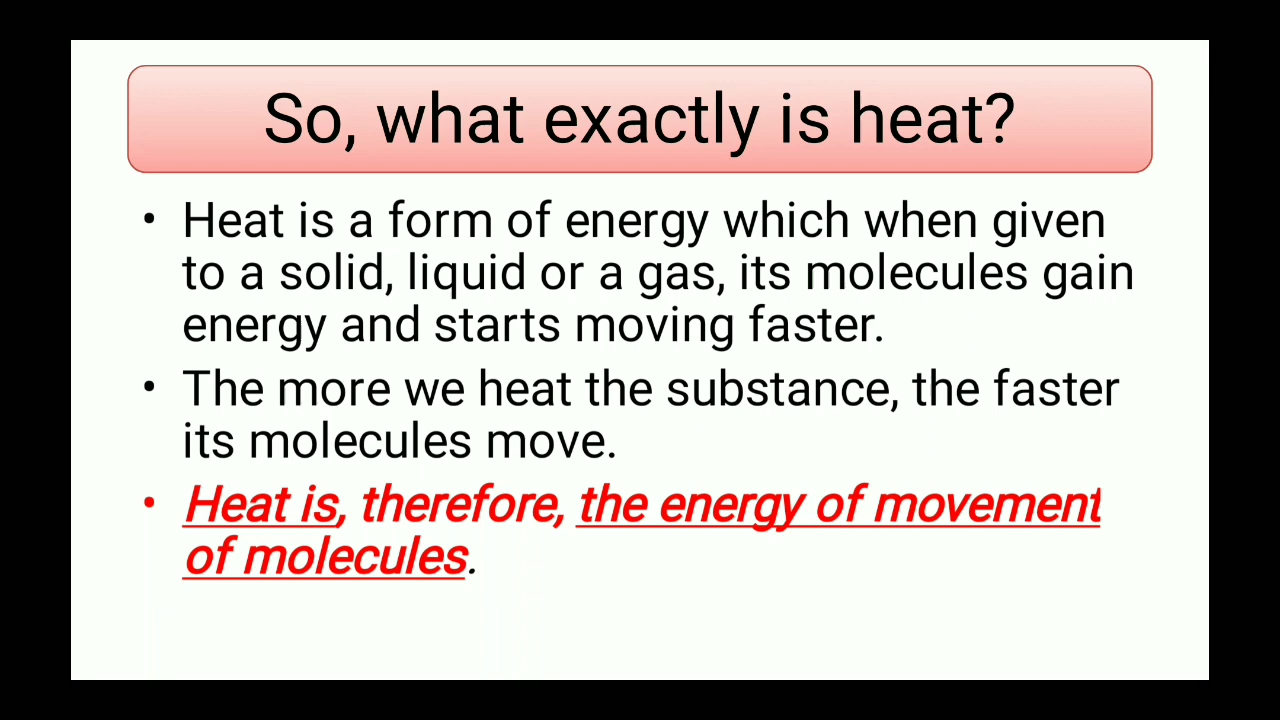 So, what exactly is heat?
• Heat is a form of energy which when given
to a solid, liquid or a gas, its molecules gain
energy and starts moving faster.
• The more we heat the substance, the faster
its molecules move.
• Heat is, therefore, the energy of movement
of molecules.